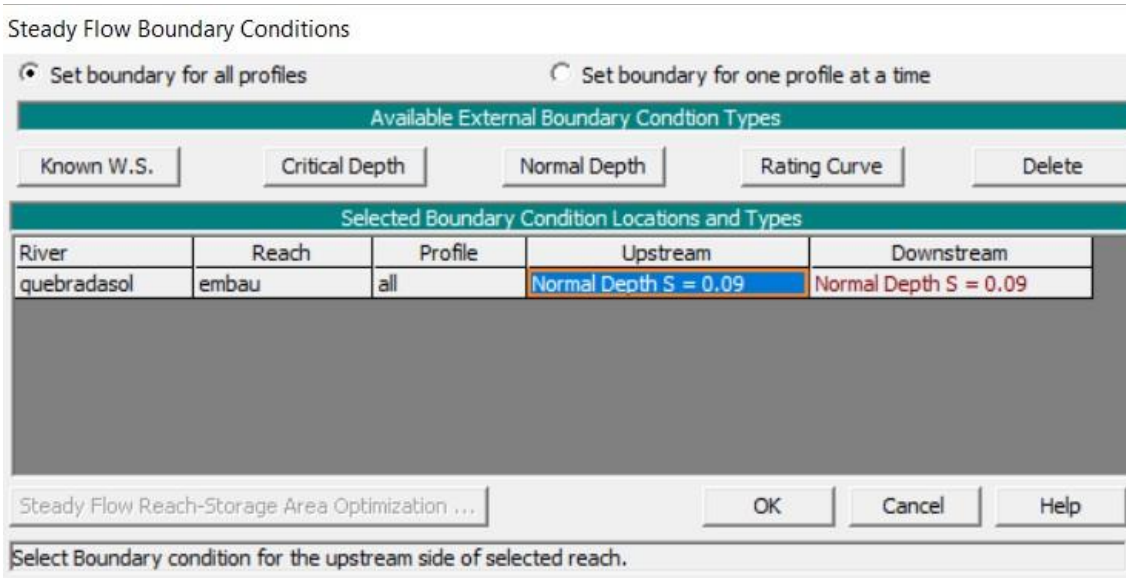 Steady Flow Boundary Conditions
Set boundary for all profiles Set boundary for one profile at a time
Available External Boundary Condtion Types
Known W.S. Critical Depth Normal Depth Rating Curve Delete
Selected Boundary Condition Locations and Types
River Reach Profile Upstream Downstream
quebradasol embau all Normal Depth S = 0.09 Normal Depth S = 0.09
Steady Flow Reach-Storage Area Optimization ... OK Cancel Help
Select Boundary condition for the upstream side of selected reach.